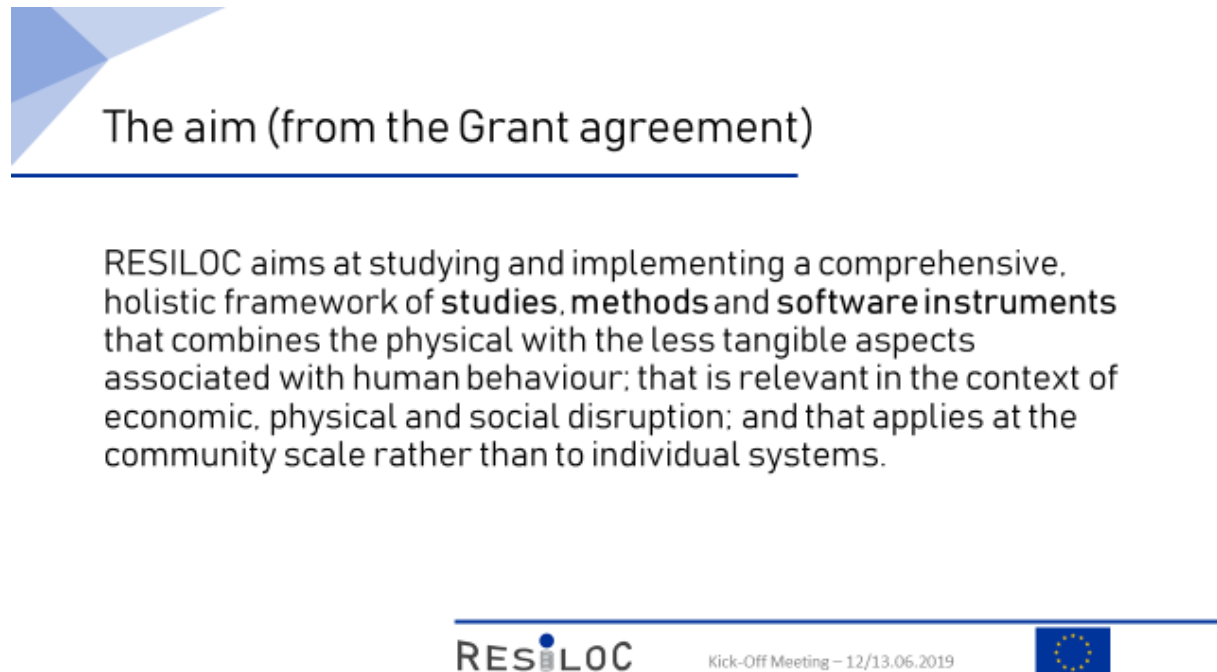 The aim (from the Grant agreement)
RESILOC aims at studying and implementing a comprehensive,
holistic framework of studies, methods and software instruments
that combines the physical with the less tangible aspects
associated with human behaviour; that is relevant in the context of
economic, physical and social disruption; and that applies at the
community scale rather than to individual systems.
RESiLOC
Kick-Off Meeting – 12/13.06.2019